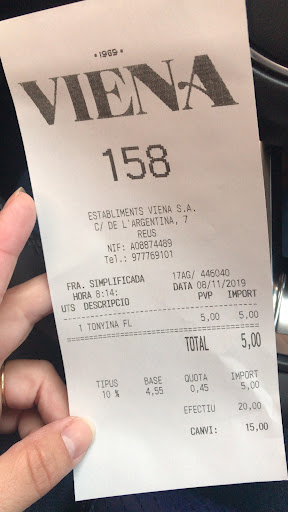 • 1969 •
VIENA
158
ESTABLIMENTS VIENA S.A.
C/ DE L'ARGENTINA, 7
REUS
NIF: A08874489
Tel.; 977769101
FRA. SIMPLIFICADA 17AG/ 446040
HORA 8:14: DATA 08/11/2019
UTS DESCRIPCIO PVP IMPORT
1 TONYINA FL 5,00 5,00
TOTAL 5,00
TIPUS BASE QUOTA IMPORT
10 % 4,55 0,45 5,00
EFECTIU 20,00
CANVI: 15,00